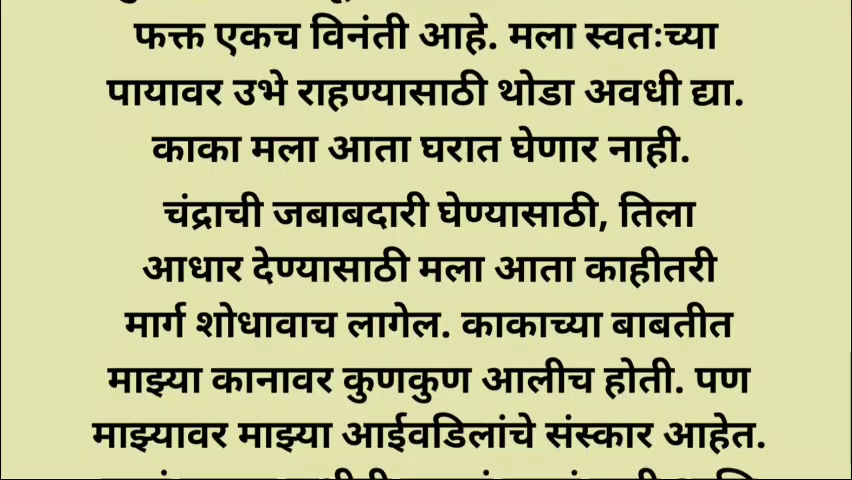 फक्त एकच विनंती आहे. मला स्वतःच्या
पायावर उभे राहण्यासाठी थोडा अवधी द्या.
काका मला आता घरात घेणार नाही.
चंद्राची जबाबदारी घेण्यासाठी, तिला
आधार देण्यासाठी मला आता काहीतरी
मार्ग शोधावाच लागेल. काकाच्या बाबतीत
माझ्या कानावर कुणकुण आलीच होती. पण
माझ्यावर माझ्या आईवडिलांचे संस्कार आहेत.